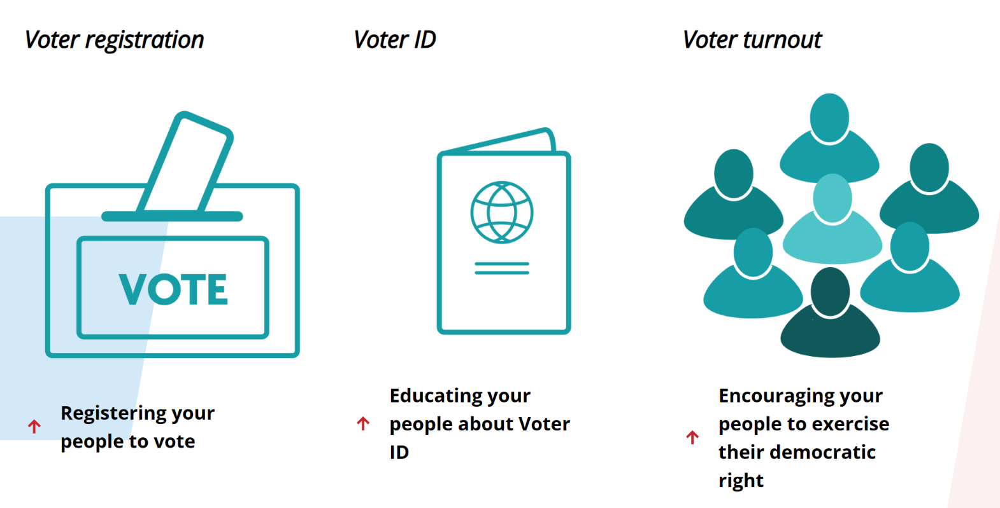 Voter registration
Voter ID
Voter turnout
VOTE
Registering your
people to vote
Educating your
people about Voter
ID
Encouraging your
people to exercise
their democratic
right